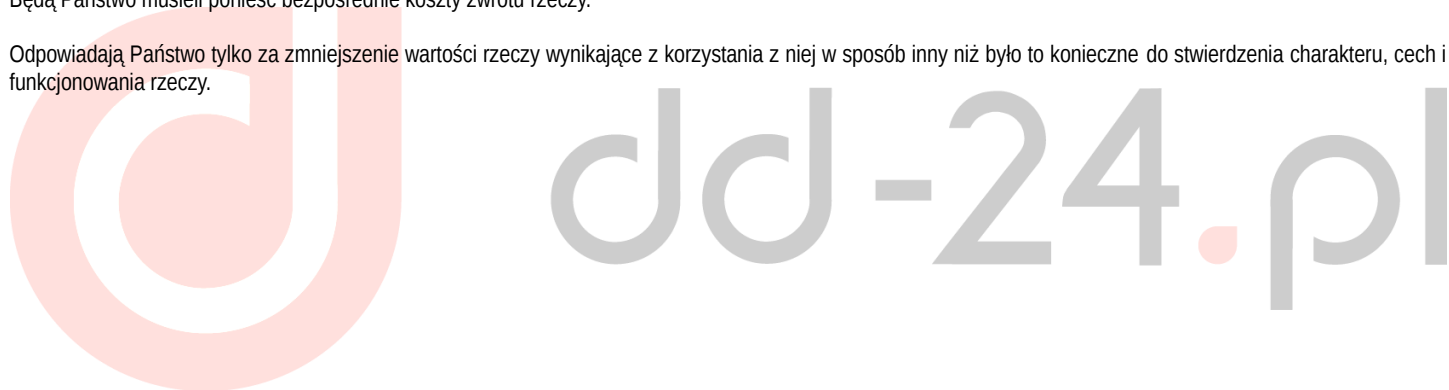 Będą Państwo musieli ponieść bezpośrednie koszty zwrotu rzeczy.
Odpowiadają Państwo tylko za zmniejszenie wartości rzeczy wynikające z korzystania z niej w sposób inny niż było to konieczne do stwierdzenia charakteru, cech i
funkcjonowania rzeczy.
dd-24.pl